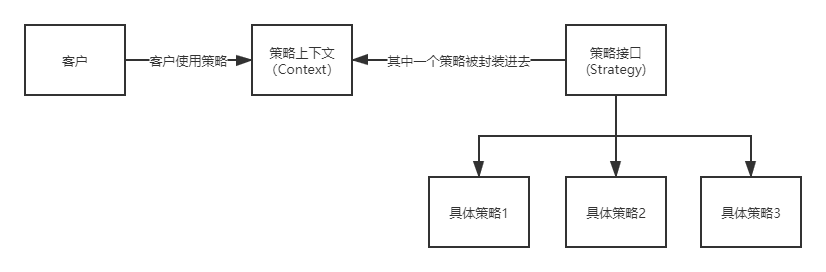 客户
客户使用策略
策略上下文
（Context）
其中一个策略被封装进去
策略接口
（Strategy）
具体策略1
具体策略2
具体策略3